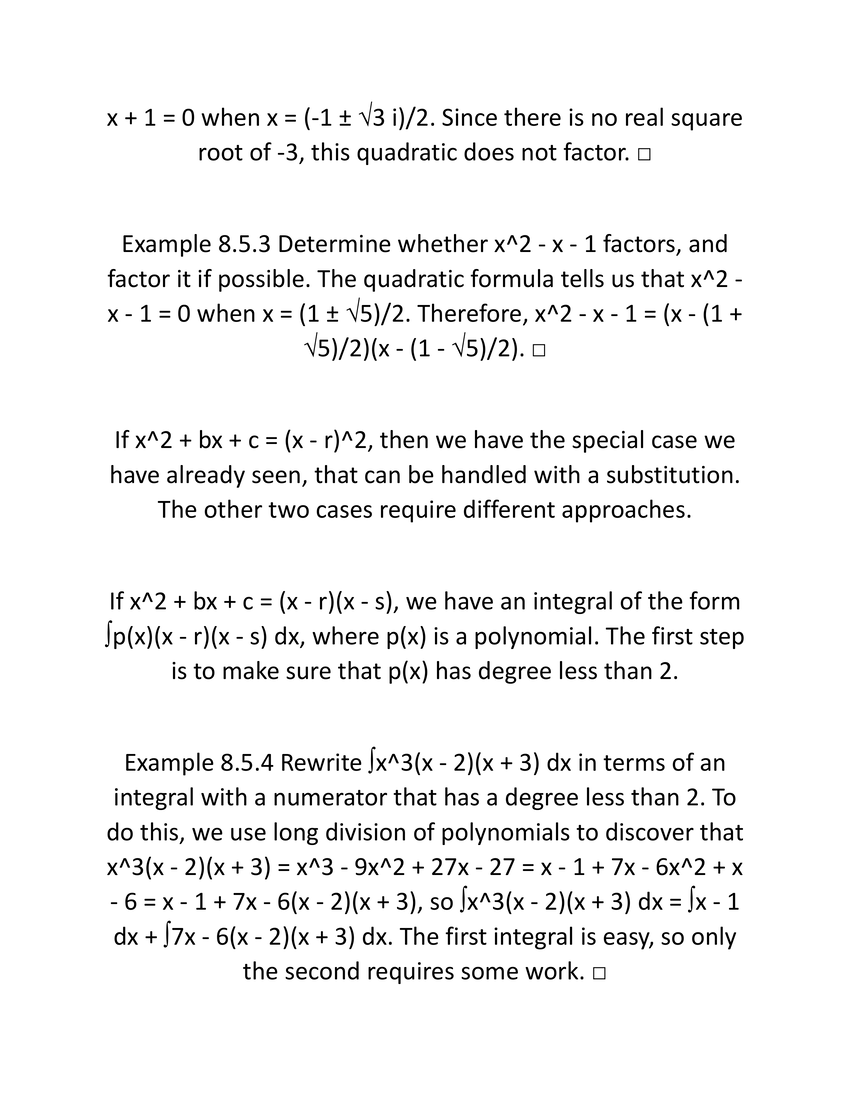 x + 1 = 0 when x = (-1 ± √3 i)/2. Since there is no real square
root of -3, this quadratic does not factor. □
Example 8.5.3 Determine whether x^2 - x - 1 factors, and
factor it if possible. The quadratic formula tells us that x^2 -
x - 1 = 0 when x = (1 ± √5)/2. Therefore, x^2 - x - 1 = (x - (1 +
√5)/2)(x - (1 - √5)/2). □
If x^2 + bx + c = (x - r)^2, then we have the special case we
have already seen, that can be handled with a substitution.
The other two cases require different approaches.
If x^2 + bx + c = (x - r)(x - s), we have an integral of the form
∫p(x)(x - r)(x - s) dx, where p(x) is a polynomial. The first step
is to make sure that p(x) has degree less than 2.
Example 8.5.4 Rewrite ∫x^3(x - 2)(x + 3) dx in terms of an
integral with a numerator that has a degree less than 2. To
do this, we use long division of polynomials to discover that
x^3(x - 2)(x + 3) = x^3 - 9x^2 + 27x - 27 = x - 1 + 7x - 6x^2 + x
- 6 = x - 1 + 7x - 6(x - 2)(x + 3), so ∫x^3(x - 2)(x + 3) dx = ∫x - 1
dx + ∫7x - 6(x - 2)(x + 3) dx. The first integral is easy, so only
the second requires some work. □